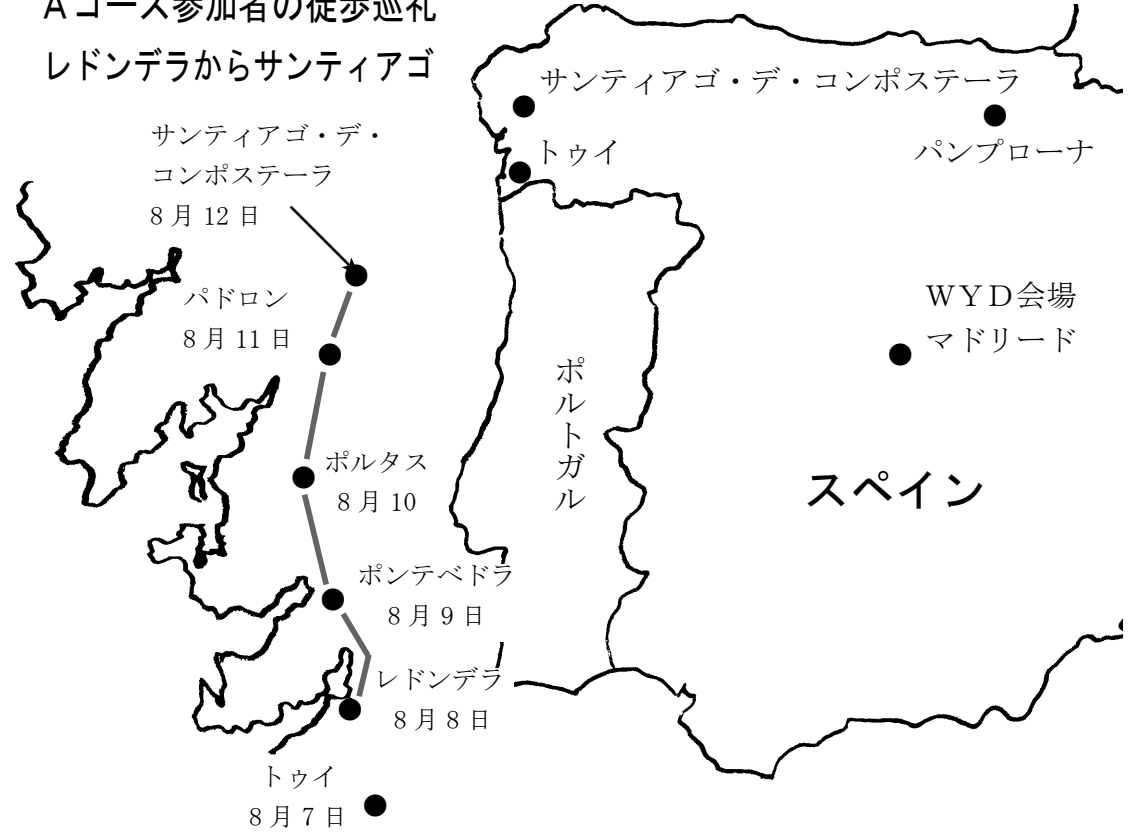 Aコース参加者の徒歩巡礼
レドンデラからサンティアゴ
サンティアゴ・デ・
コンポステーラ
8月12日
パドロン
8月11日
ポルタス
8月10
ポンテベドラ
8月9日
レドンデラ
8月8日
トゥイ
8月7日
サンティアゴ・デ・コンポステーラ
トゥイ
パンプローナ
WYD会場
マドリード
ポルトガル
スペイン